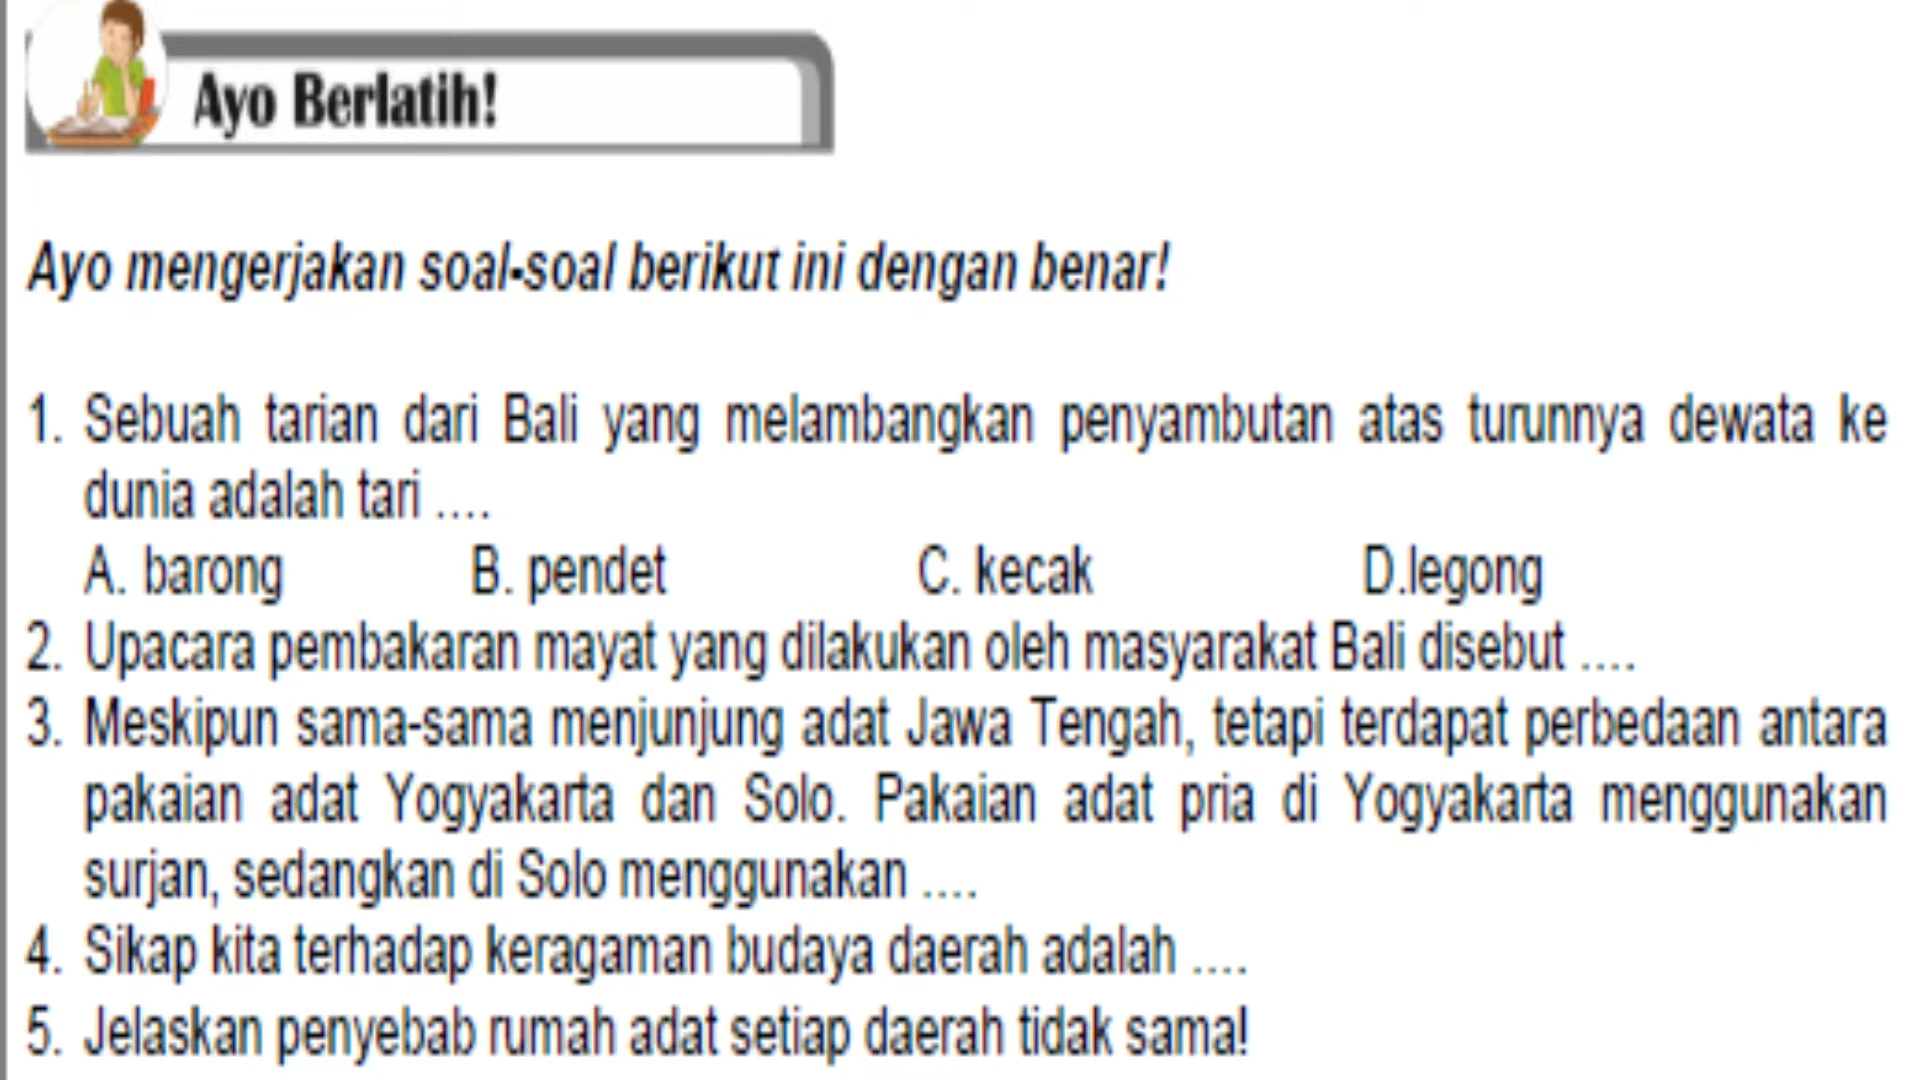 Ayo Berlatih!
Ayo mengerjakan soal-soal berikut ini dengan benar!
1. Sebuah tarian dari Bali yang melambangkan penyambutan atas turunnya dewata ke
dunia adalah tari ....
A. barong B. pendet C. kecak D.legong
2. Upacara pembakaran mayat yang dilakukan oleh masyarakat Bali disebut ....
3. Meskipun sama-sama menjunjung adat Jawa Tengah, tetapi terdapat perbedaan antara
pakaian adat Yogyakarta dan Solo. Pakaian adat pria di Yogyakarta menggunakan
surjan, sedangkan di Solo menggunakan ....
4. Sikap kita terhadap keragaman budaya daerah adalah ....
5. Jelaskan penyebab rumah adat setiap daerah tidak sama!